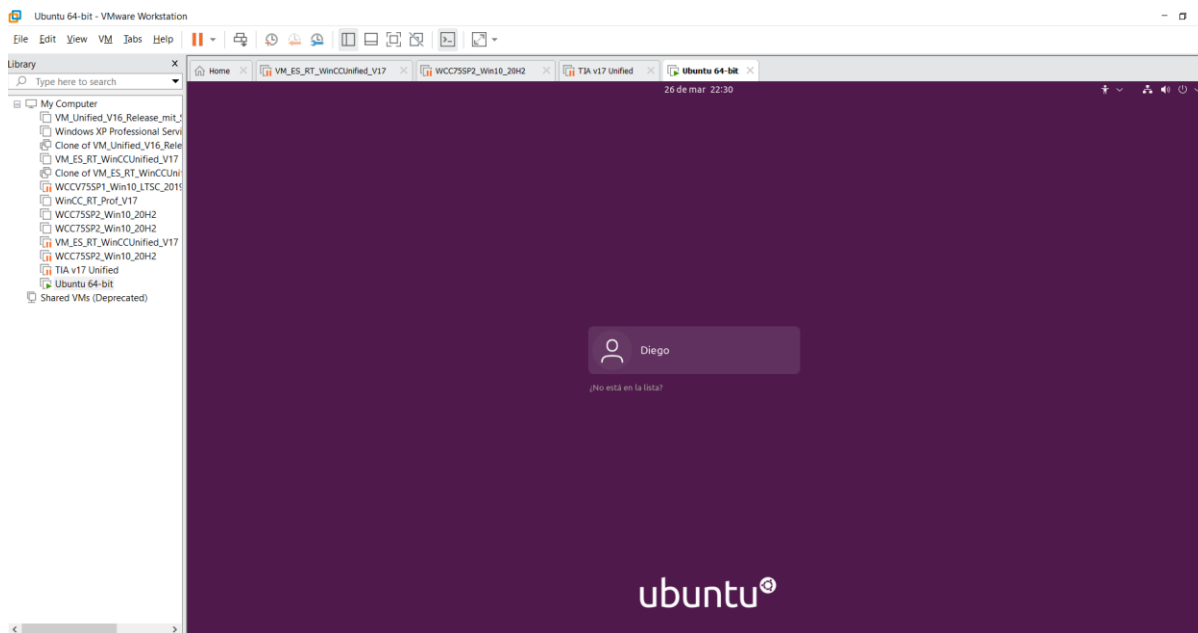 Ubuntu 64-bit - VMware Workstation
File Edit View VM Tabs Help
Library
Type here to search
My Computer
VM_Unified_V16_Release_mit_
Windows XP Professional Servi
Clone of VM_Unified_V16_Rele
VM_ES_RT_WinCCUnified_V17
Clone of VM_ES_RT_WinCCUni
WCCV75SP1_Win10_LTSC_2019
WinCC_RT_Prof_V17
WCC75SP2_Win10_20H2
WCC75SP2_Win10_20H2
VM_ES_RT_WinCCUnified_V17
WCC75SP2_Win10_20H2
TIA v17 Unified
Ubuntu 64-bit
Shared VMs (Deprecated)
Home VM_ES_RT_WinCCUnified_V17 WCC75SP2_Win10_20H2 TIA v17 Unified Ubuntu 64-bit
26 de mar 22:30
Diego
¿No está en la lista?
ubuntu